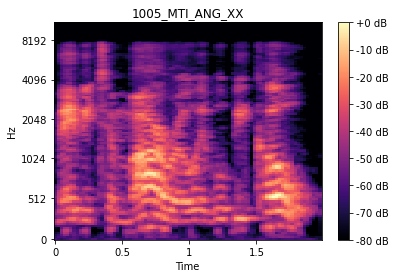 1005_MTI_ANG_XX
8192
4096
2048
1024
512
0
Hz
0
0.5
1
1.5
Time
+0 dB
-10 dB
-20 dB
-30 dB
-40 dB
-50 dB
-60 dB
-70 dB
-80 dB